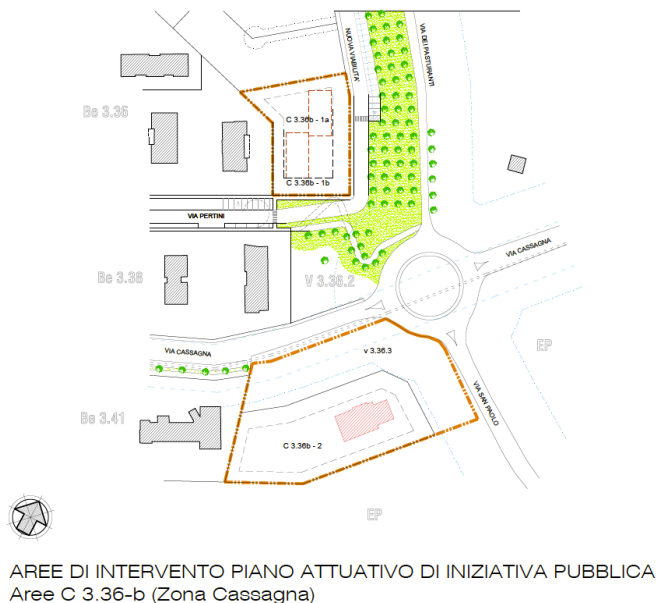 NUOVA VIABILITA'
VIA DEI PASTURANTI
Be 3.36
C 3.36b - 1a
C 3.36b - 1b
VIA PERTINI
VIA CASSAGNA
Be 3.38
V 3.36.2
VIA CASSAGNA
v 3.36.3
EP
VIA SAN PAOLO
Be 3.41
C 3.36b - 2
EP
AREE DI INTERVENTO PIANO ATTUATIVO DI INIZIATIVA PUBBLICA
Aree C 3.36-b (Zona Cassagna)